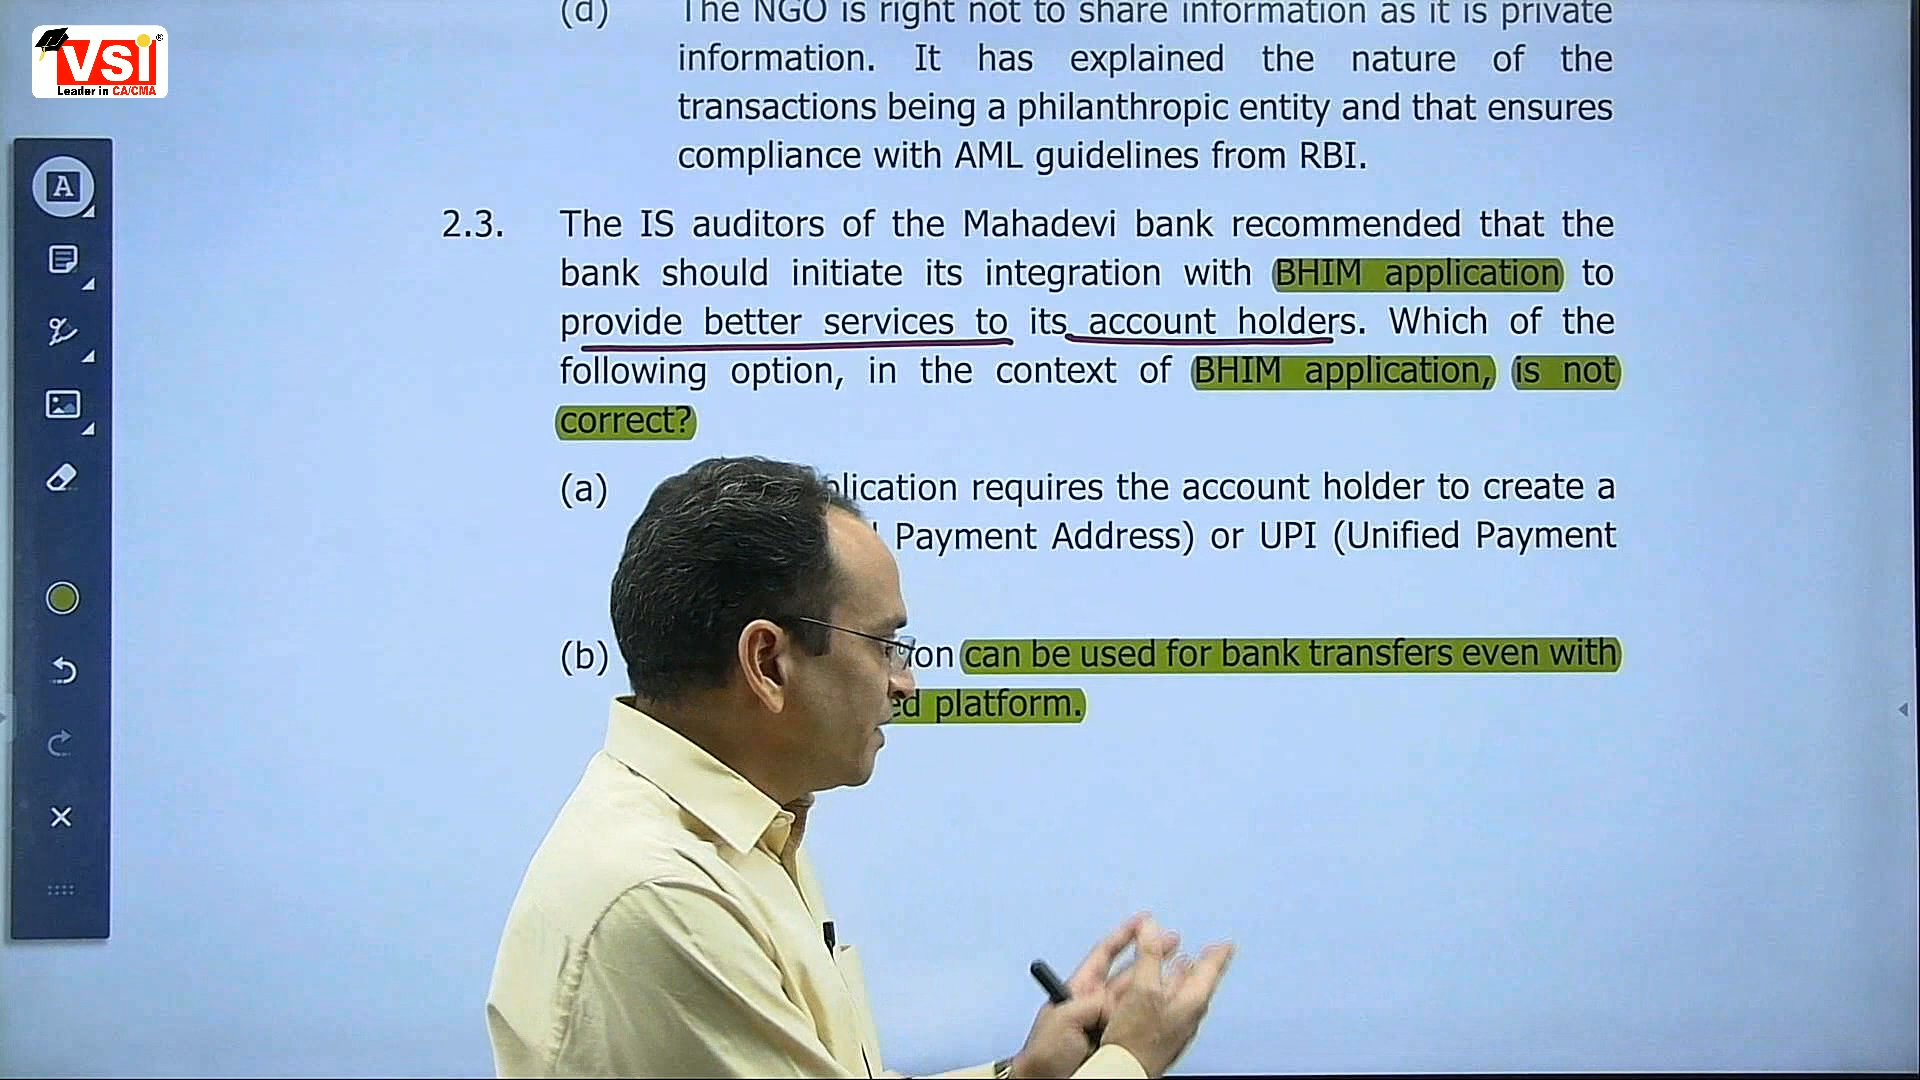 VSI
®
Leader in CA/CMA
A
(d) The NGO is right not to share information as it is private
information. It has explained the nature of the
transactions being a philanthropic entity and that ensures
compliance with AML guidelines from RBI.
2.3. The IS auditors of the Mahadevi bank recommended that the
bank should initiate its integration with BHIM application to
provide better services to its account holders. Which of the
following option, in the context of BHIM application, is not
correct?
(a) requires the account holder to create a
Payment Address) or UPI (Unified Payment
(b) can be used for bank transfers even with
platform.